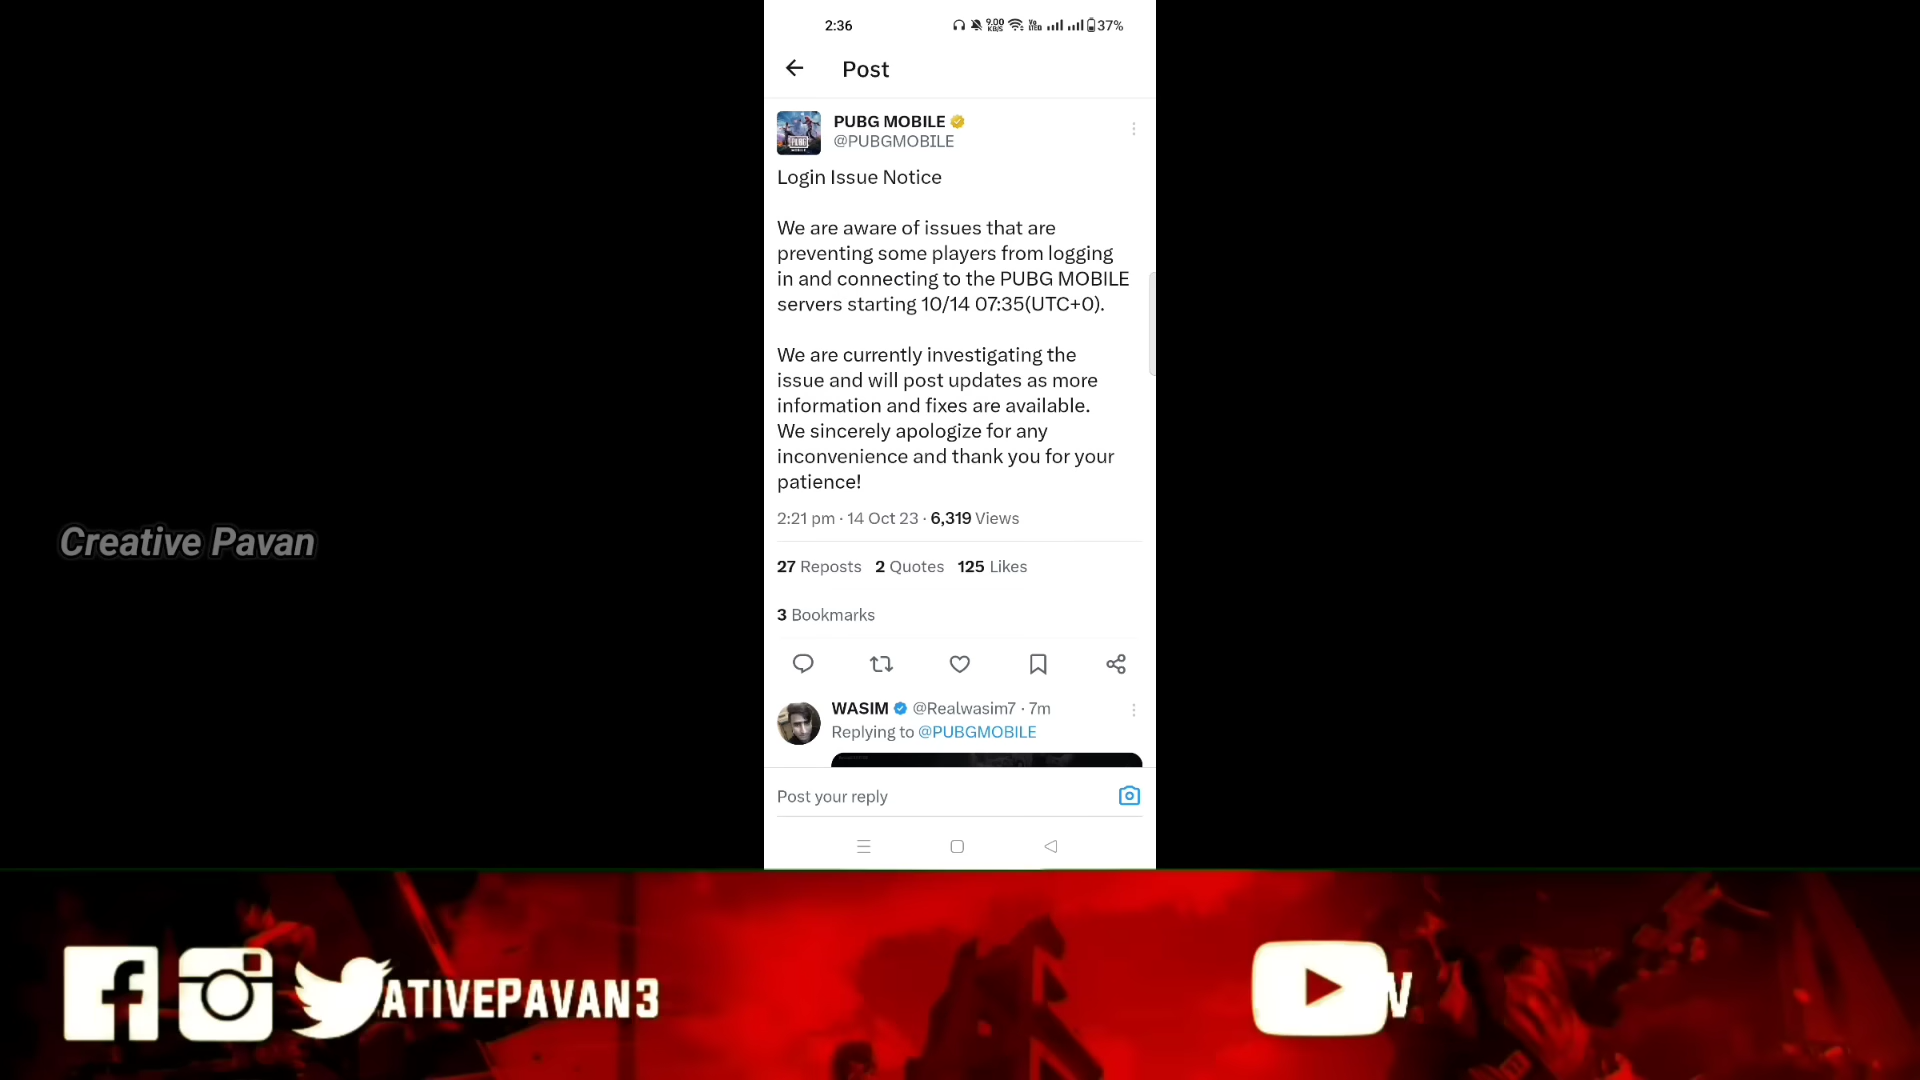 2:36
9.00
KB/S
37%
Post
PUBG MOBILE
@PUBGMOBILE
Login Issue Notice
We are aware of issues that are
preventing some players from logging
in and connecting to the PUBG MOBILE
servers starting 10/14 07:35(UTC+0).
We are currently investigating the
issue and will post updates as more
information and fixes are available.
We sincerely apologize for any
inconvenience and thank you for your
patience!
2:21 pm · 14 Oct 23 · 6,319 Views
27 Reposts 2 Quotes 125 Likes
3 Bookmarks
WASIM @Realwasim7 · 7m
Replying to @PUBGMOBILE
Post your reply
Creative Pavan
ATIVEPAVAN3